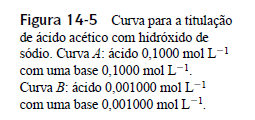 Figura 14-5 Curva para a titulação
de ácido acético com hidróxido de
sódio. Curva A: ácido 0,1000 mol L⁻¹
com uma base 0,1000 mol L⁻¹.
Curva B: ácido 0,001000 mol L⁻¹
com uma base 0,001000 mol L⁻¹.